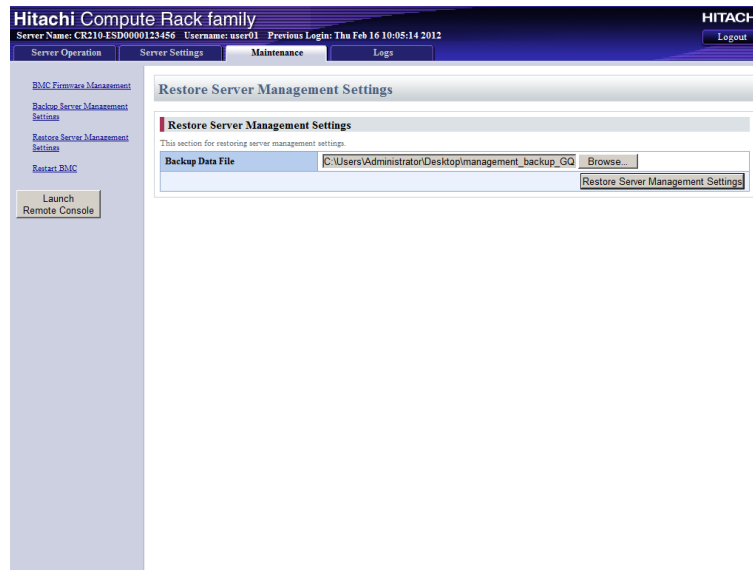 Hitachi Compute Rack family
HITACH
Server Name: CR210-ESD0000123456 Username: user01 Previous Login: Thu Feb 16 10:05:14 2012
Logout
Server Operation Server Settings Maintenance Logs
BMC Firmware Management
Backup Server Management
Settings
Restore Server Management
Settings
Restart BMC
Launch
Remote Console
Restore Server Management Settings
Restore Server Management Settings
This section for restoring server management settings.
Backup Data File C:\Users\Administrator\Desktop\management_backup_GQ Browse...
Restore Server Management Settings